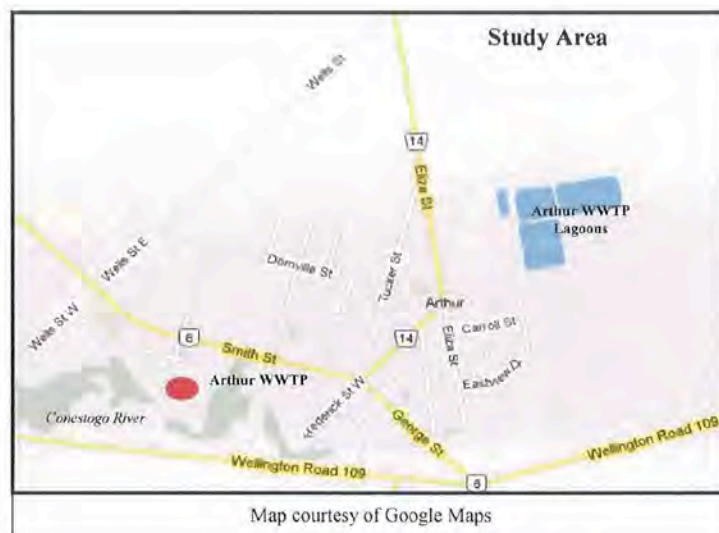 Study Area
Wells St
14
Eliza St
Arthur WWTP
Lagoons
Wells St E
Domville St
Tucker St
Wells St W
Arthur
6
Smith St
14
Eliza St
Carroll St
Eastview Dr
Arthur WWTP
Frederick St W
Conestogo River
George St
Wellington Road 109
Wellington Road 109
6
Map courtesy of Google Maps